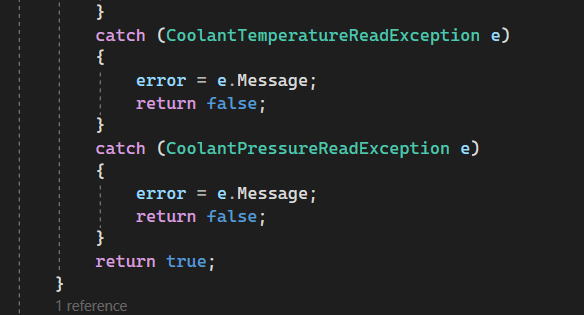 }
catch (CoolantTemperatureReadException e)
{
error = e.Message;
return false;
}
catch (CoolantPressureReadException e)
{
error = e.Message;
return false;
}
return true;
}
1 reference